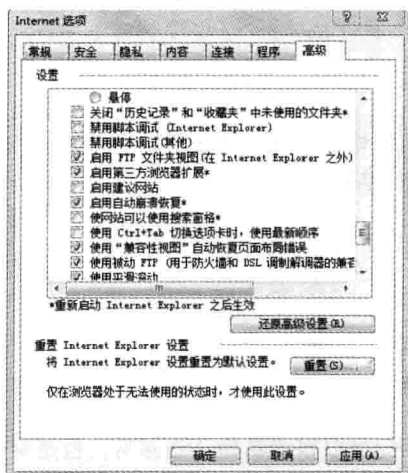 Internet 选项
常规 安全 隐私 内容 连接 程序 高级
设置
悬停
关闭“历史记录”和“收藏夹”中未使用的文件夹*
禁用脚本调试 (Internet Explorer)
禁用脚本调试(其他)
启用 FTP 文件夹视图(在 Internet Explorer 之外)
启用第三方浏览器扩展*
启用建议网站
启用自动崩溃恢复*
使网站可以使用搜索窗格*
使用 Ctrl+Tab 切换选项卡时，使用最新顺序
使用“兼容性视图”自动恢复页面布局错误
使用被动 FTP (用于防火墙和 DSL 调制解调器的兼容
使用平滑滚动
*重新启动 Internet Explorer 之后生效
还原高级设置(R)
重置 Internet Explorer 设置
将 Internet Explorer 设置重置为默认设置。 重置(S)
仅在浏览器处于无法使用的状态时，才使用此设置。
确定 取消 应用(A)